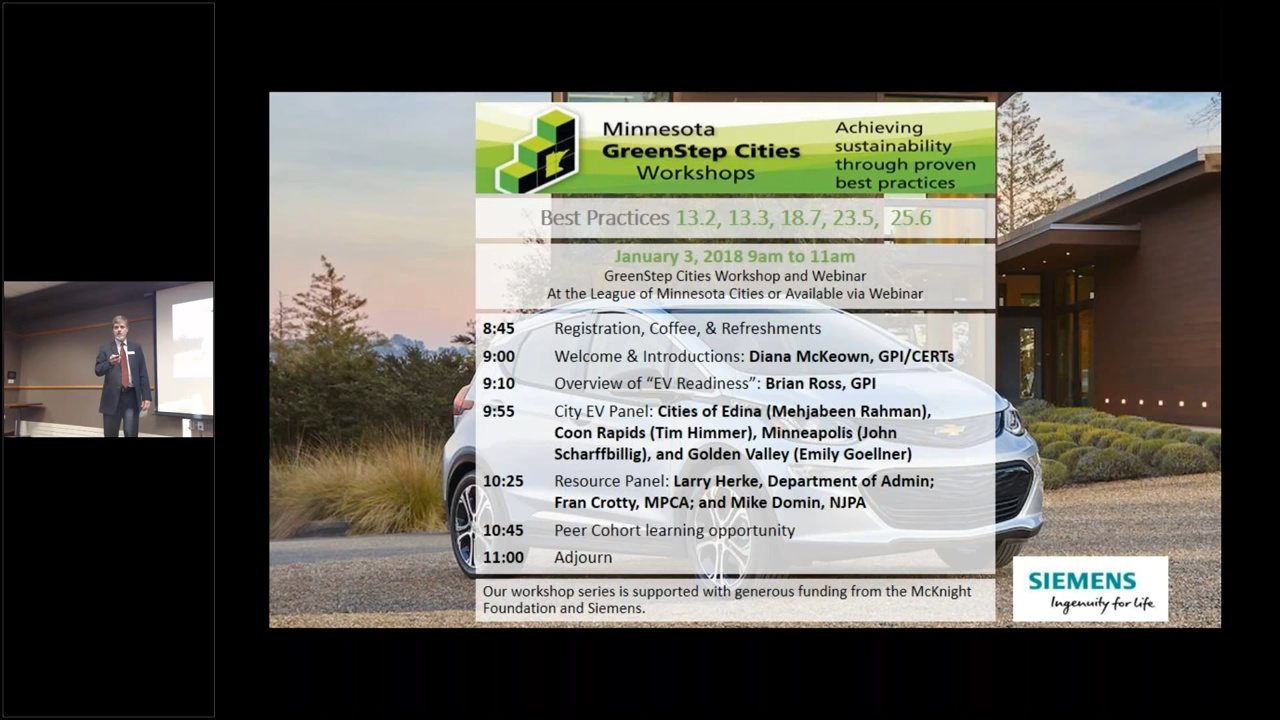 Minnesota
GreenStep Cities
Workshops
Achieving
sustainability
through proven
best practices
Best Practices 13.2, 13.3, 18.7, 23.5, 25.6
January 3, 2018 9am to 11am
GreenStep Cities Workshop and Webinar
At the League of Minnesota Cities or Available via Webinar
8:45 Registration, Coffee, & Refreshments
9:00 Welcome & Introductions: Diana McKeown, GPI/CERTs
9:10 Overview of “EV Readiness”: Brian Ross, GPI
9:55 City EV Panel: Cities of Edina (Mehjabeen Rahman),
Coon Rapids (Tim Himmer), Minneapolis (John
Scharffbillig), and Golden Valley (Emily Goellner)
10:25 Resource Panel: Larry Herke, Department of Admin;
Fran Crotty, MPCA; and Mike Domin, NJPA
10:45 Peer Cohort learning opportunity
11:00 Adjourn
Our workshop series is supported with generous funding from the McKnight
Foundation and Siemens.
SIEMENS
Ingenuity for life